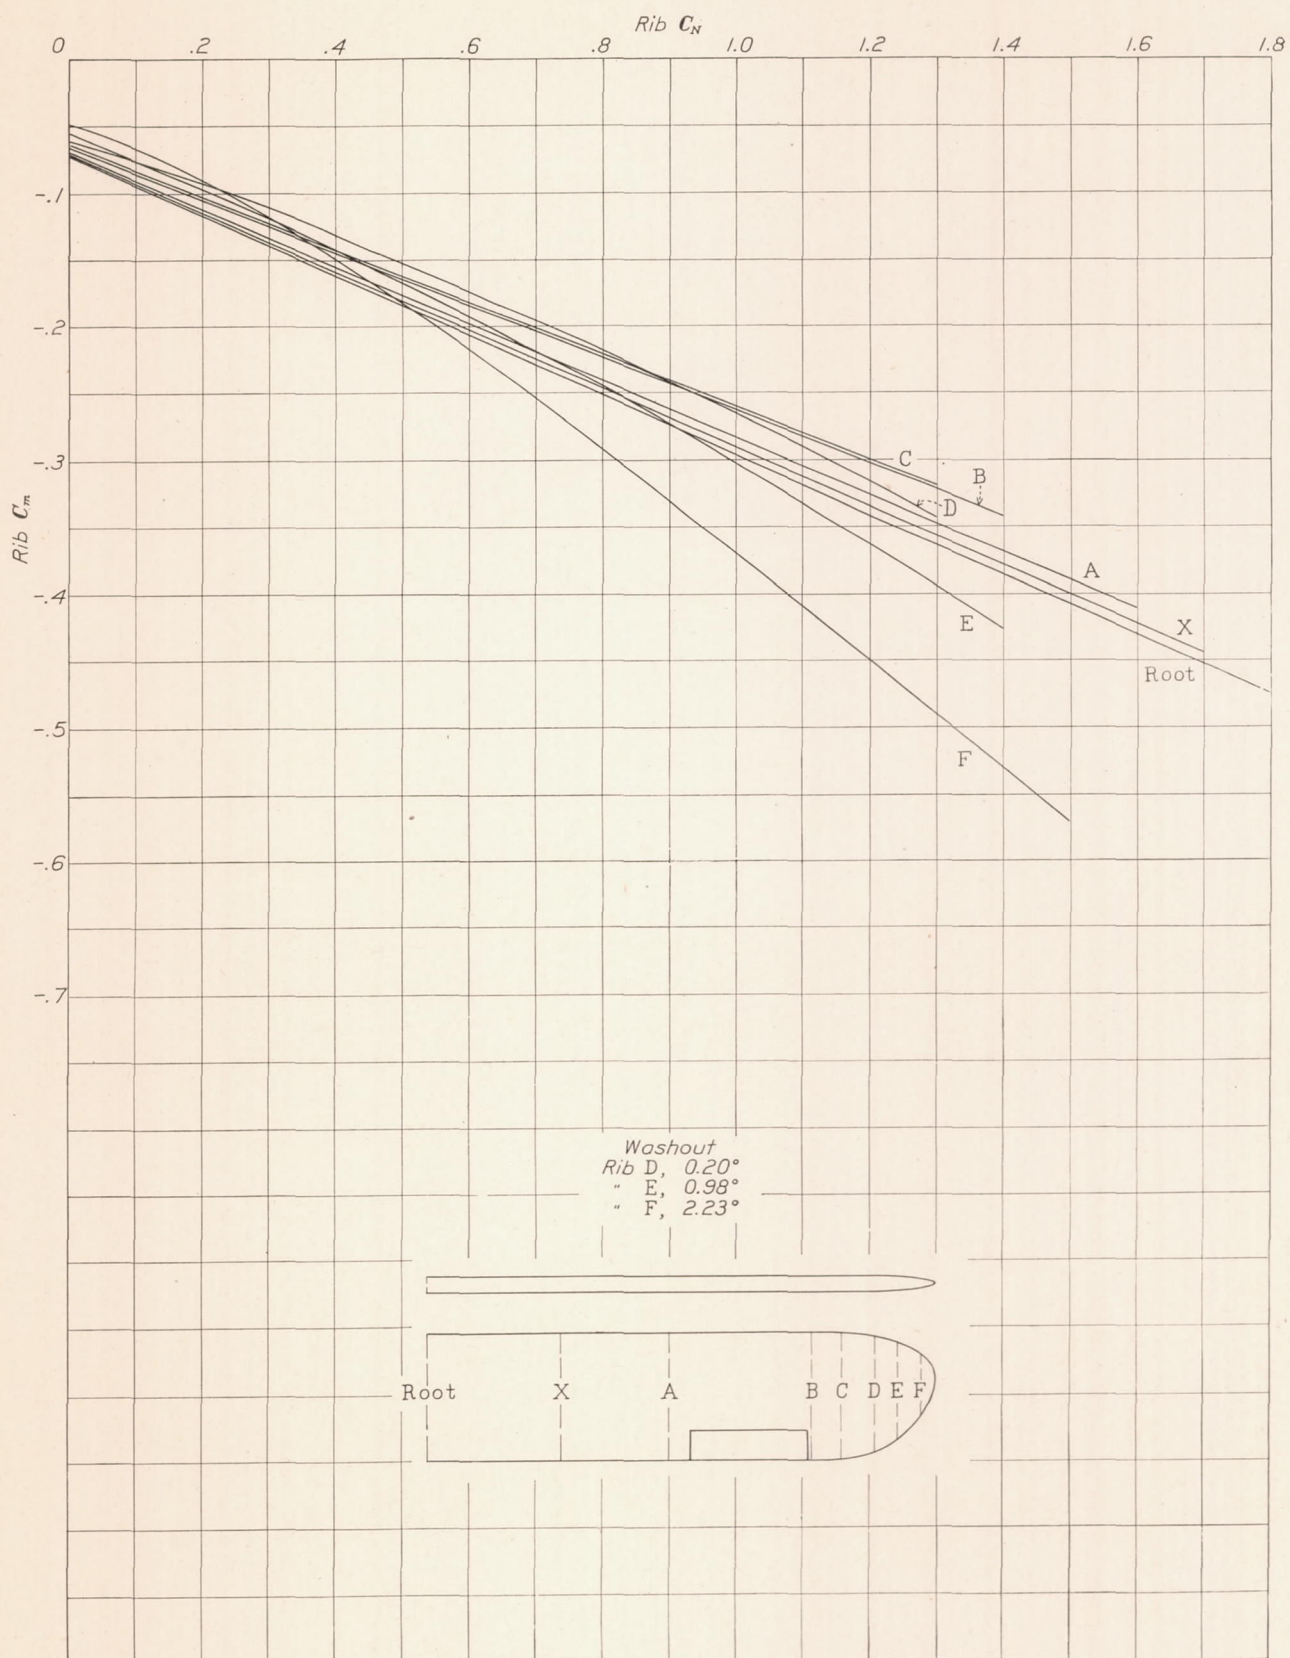 Rib C_N
0 .2 .4 .6 .8 1.0 1.2 1.4 1.6 1.8
-.1
-.2
-.3
-.4
-.5
-.6
-.7
Rib C_m
C
B
D
A
E
X
Root
F
Washout
Rib D, 0.20°
" E, 0.98°
" F, 2.23°
Root X A B C D E F